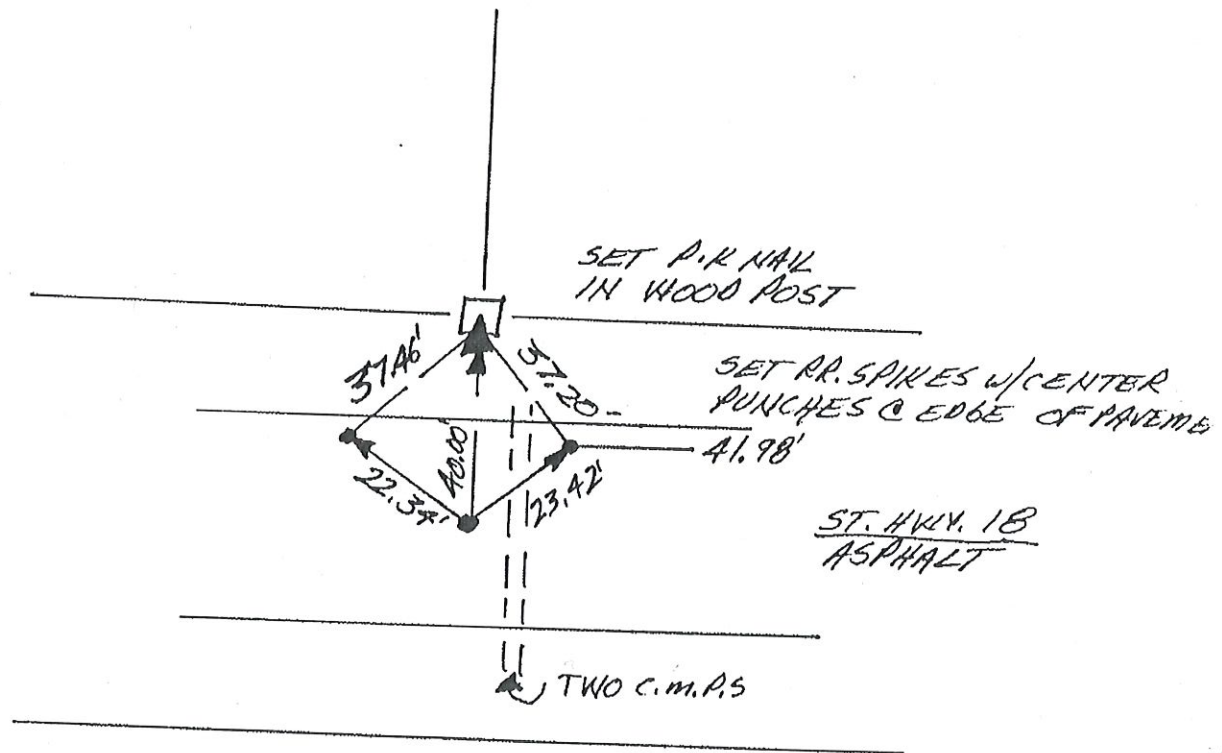 SET P.K NAIL
IN WOOD POST
37.46'
37.20
SET RR. SPIKES W/CENTER
PUNCHES @ EDGE OF PAVEME
40.00'
41.98'
22.34'
23.42'
ST. HWY. 18
ASPHALT
TWO C.M.P.S